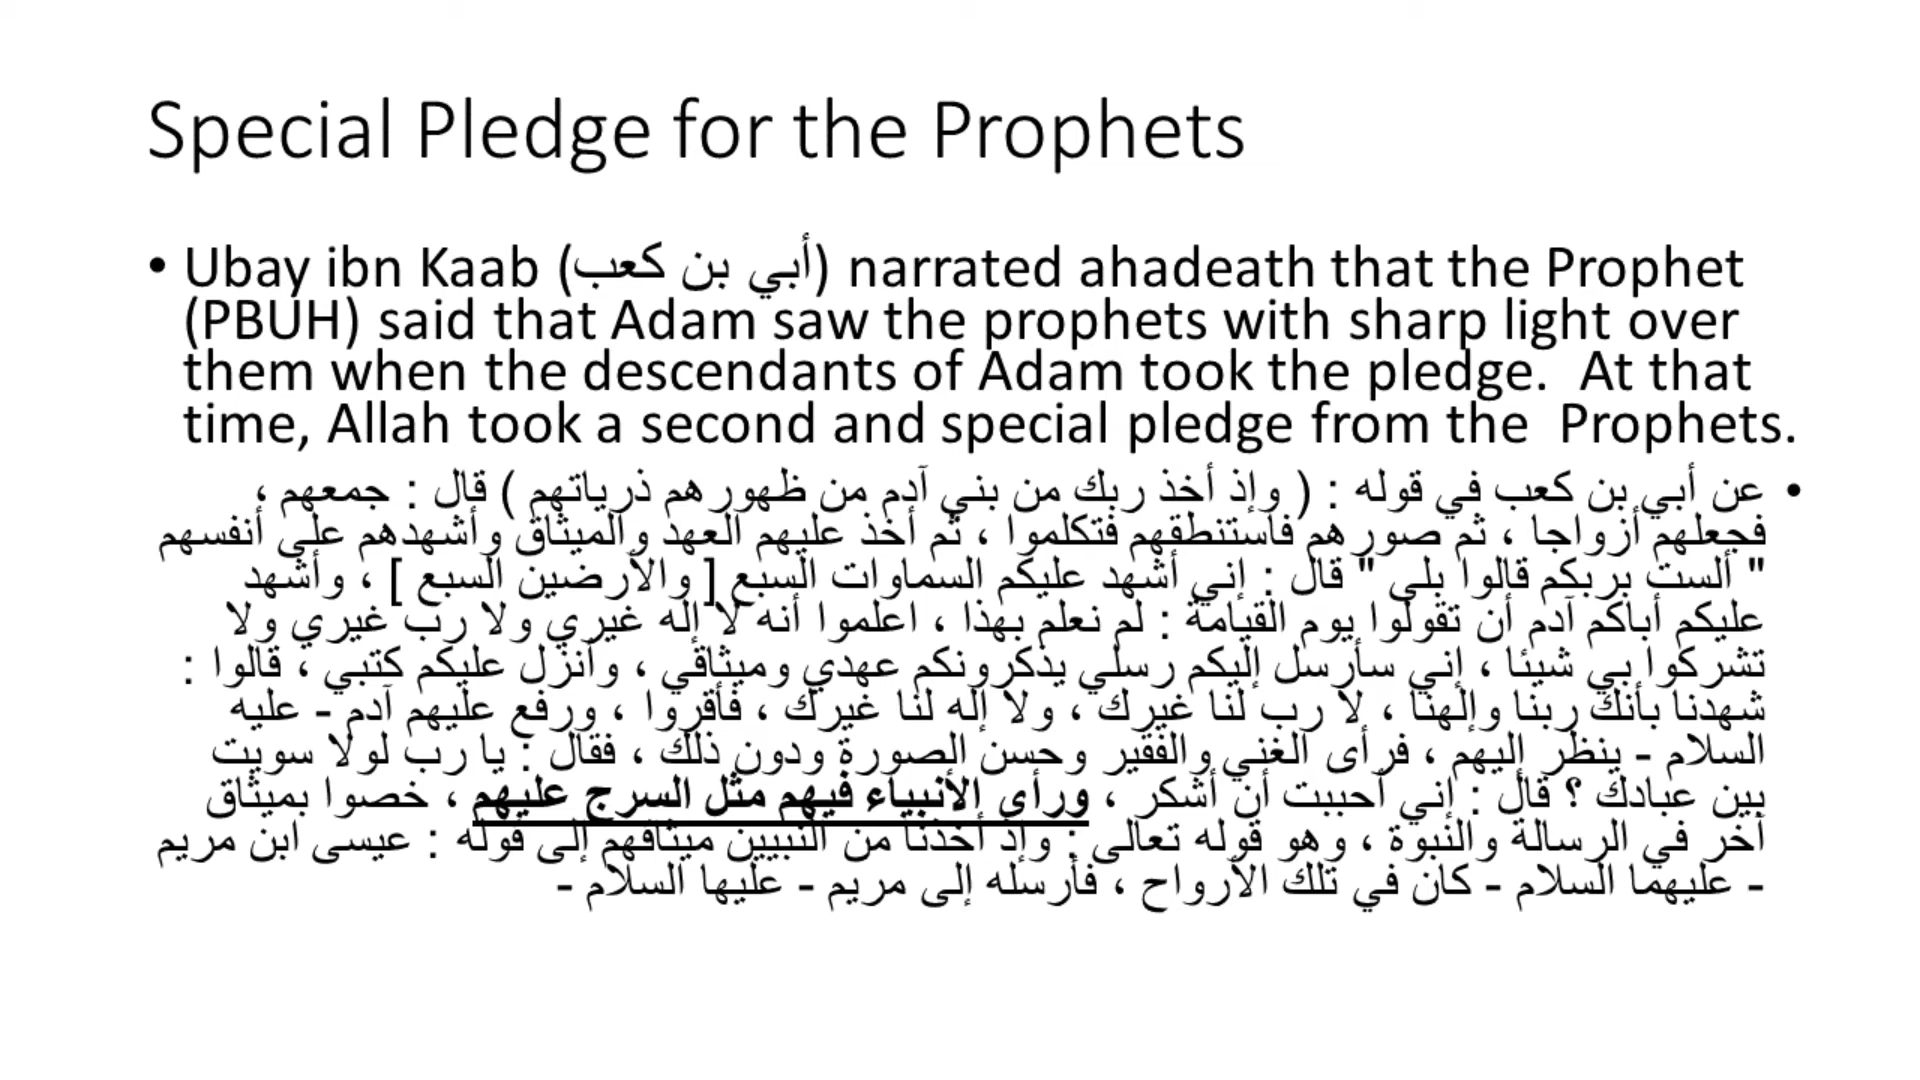 Special Pledge for the Prophets
• Ubay ibn Kaab (أبي بن كعب) narrated ahadeath that the Prophet
(PBUH) said that Adam saw the prophets with sharp light over
them when the descendants of Adam took the pledge.  At that
time, Allah took a second and special pledge from the  Prophets.
• عن أبي بن كعب في قوله : ( وإذ أخذ ربك من بني آدم من ظهورهم ذرياتهم ) قال : جمعهم ،
فجعلهم أزواجا ، ثم صورهم فاستنطقهم فتكلموا ، ثم أخذ عليهم العهد والميثاق وأشهدهم على أنفسهم
" ألست بربكم قالوا بلى " قال : إني أشهد عليكم السماوات السبع [ والأرضين السبع ] ، وأشهد
عليكم أباكم آدم أن تقولوا يوم القيامة : لم نعلم بهذا ، اعلموا أنه لا إله غيري ولا رب غيري ولا
تشركوا بي شيئا ، إني سأرسل إليكم رسلي يذكرونكم عهدي وميثاقي ، وأنزل عليكم كتبي ، قالوا :
شهدنا بأنك ربنا وإلهنا ، لا رب لنا غيرك ، ولا إله لنا غيرك ، فأقروا ، ورفع عليهم آدم - عليه
السلام - ينظر إليهم ، فرأى الغني والفقير وحسن الصورة ودون ذلك ، فقال : يا رب لولا سويت
بين عبادك ؟ قال : إني أحببت أن أشكر ، ورأى الأنبياء فيهم مثل السرج عليهم ، خصوا بميثاق
آخر في الرسالة والنبوة ، وهو قوله تعالى : وإذ أخذنا من النبيين ميثاقهم إلى قوله : عيسى ابن مريم
- عليهما السلام - كان في تلك الأرواح ، فأرسله إلى مريم - عليها السلام -